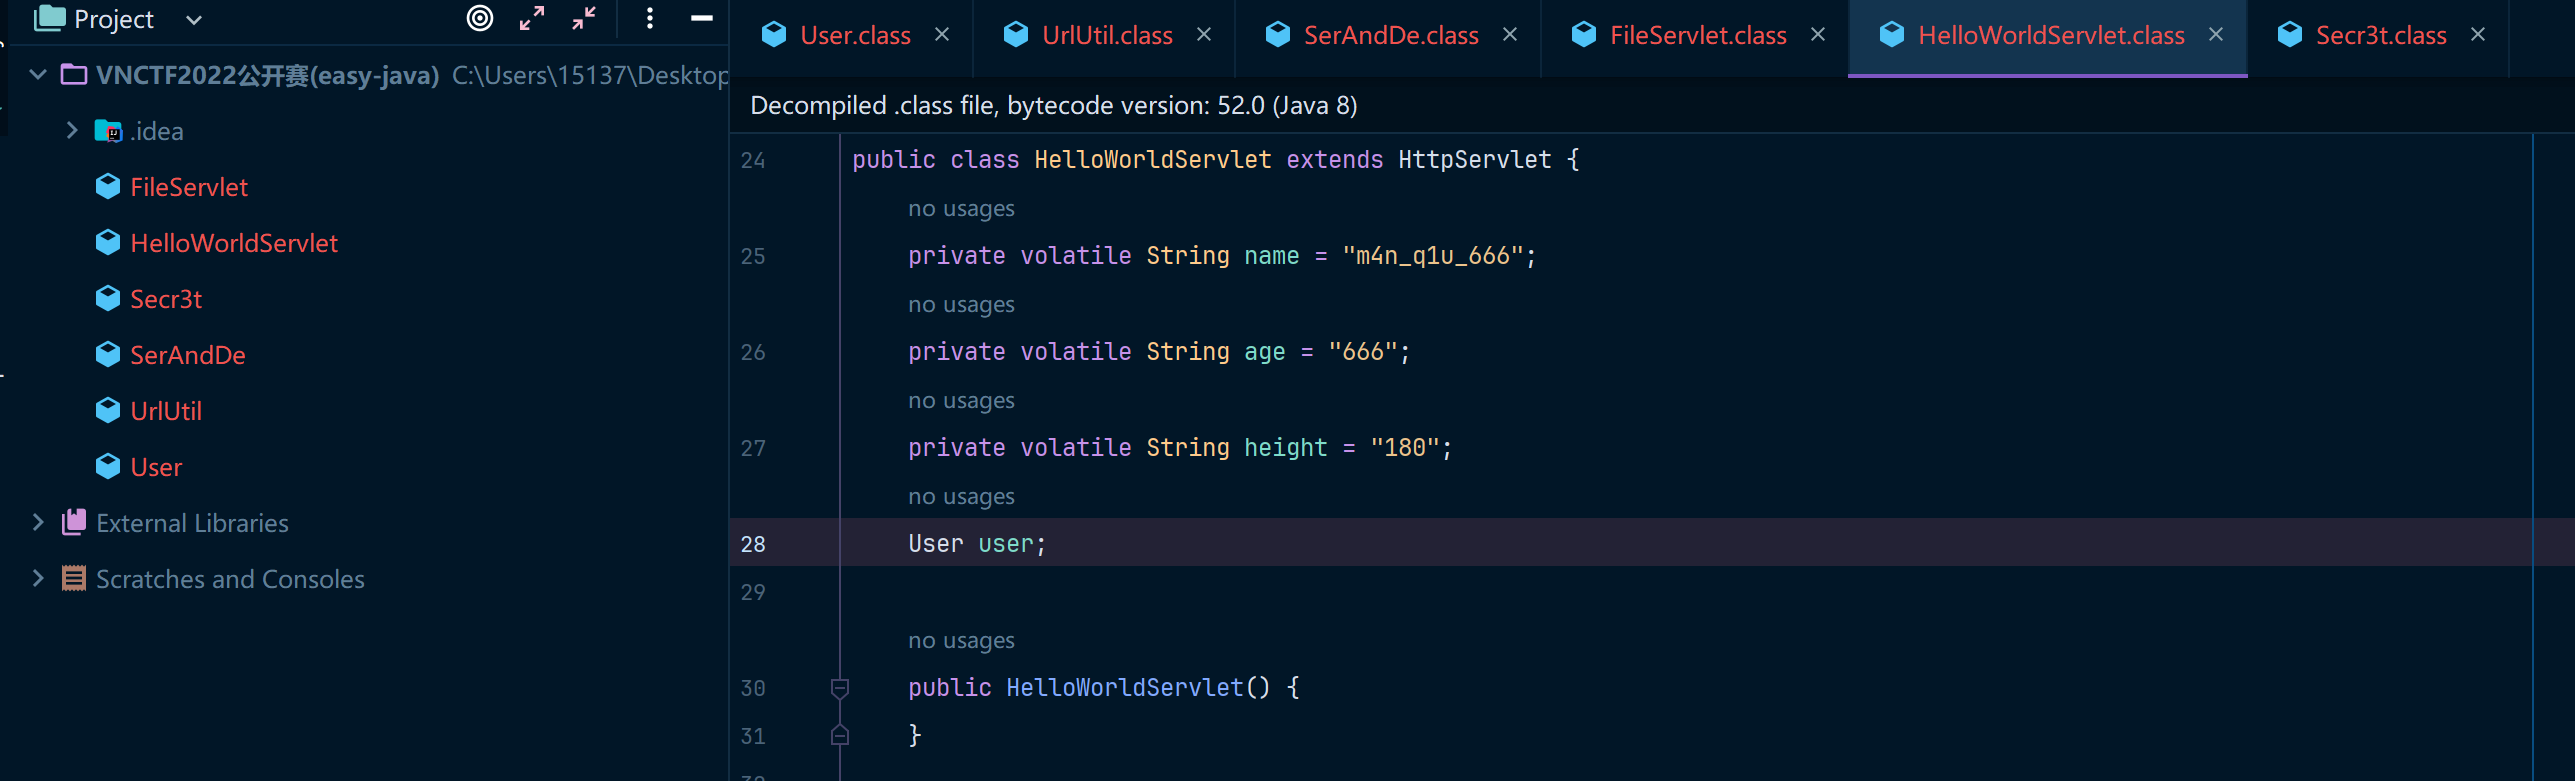 Project
VNCTF2022公开赛(easy-java) C:\Users\15137\Desktop
.idea
FileServlet
HelloWorldServlet
Secr3t
SerAndDe
UrlUtil
User
External Libraries
Scratches and Consoles
User.class
UrlUtil.class
SerAndDe.class
FileServlet.class
HelloWorldServlet.class
Secr3t.class
Decompiled .class file, bytecode version: 52.0 (Java 8)
24 public class HelloWorldServlet extends HttpServlet {
no usages
25 private volatile String name = "m4n_q1u_666";
no usages
26 private volatile String age = "666";
no usages
27 private volatile String height = "180";
no usages
28 User user;
29
no usages
30 public HelloWorldServlet() {
31 }